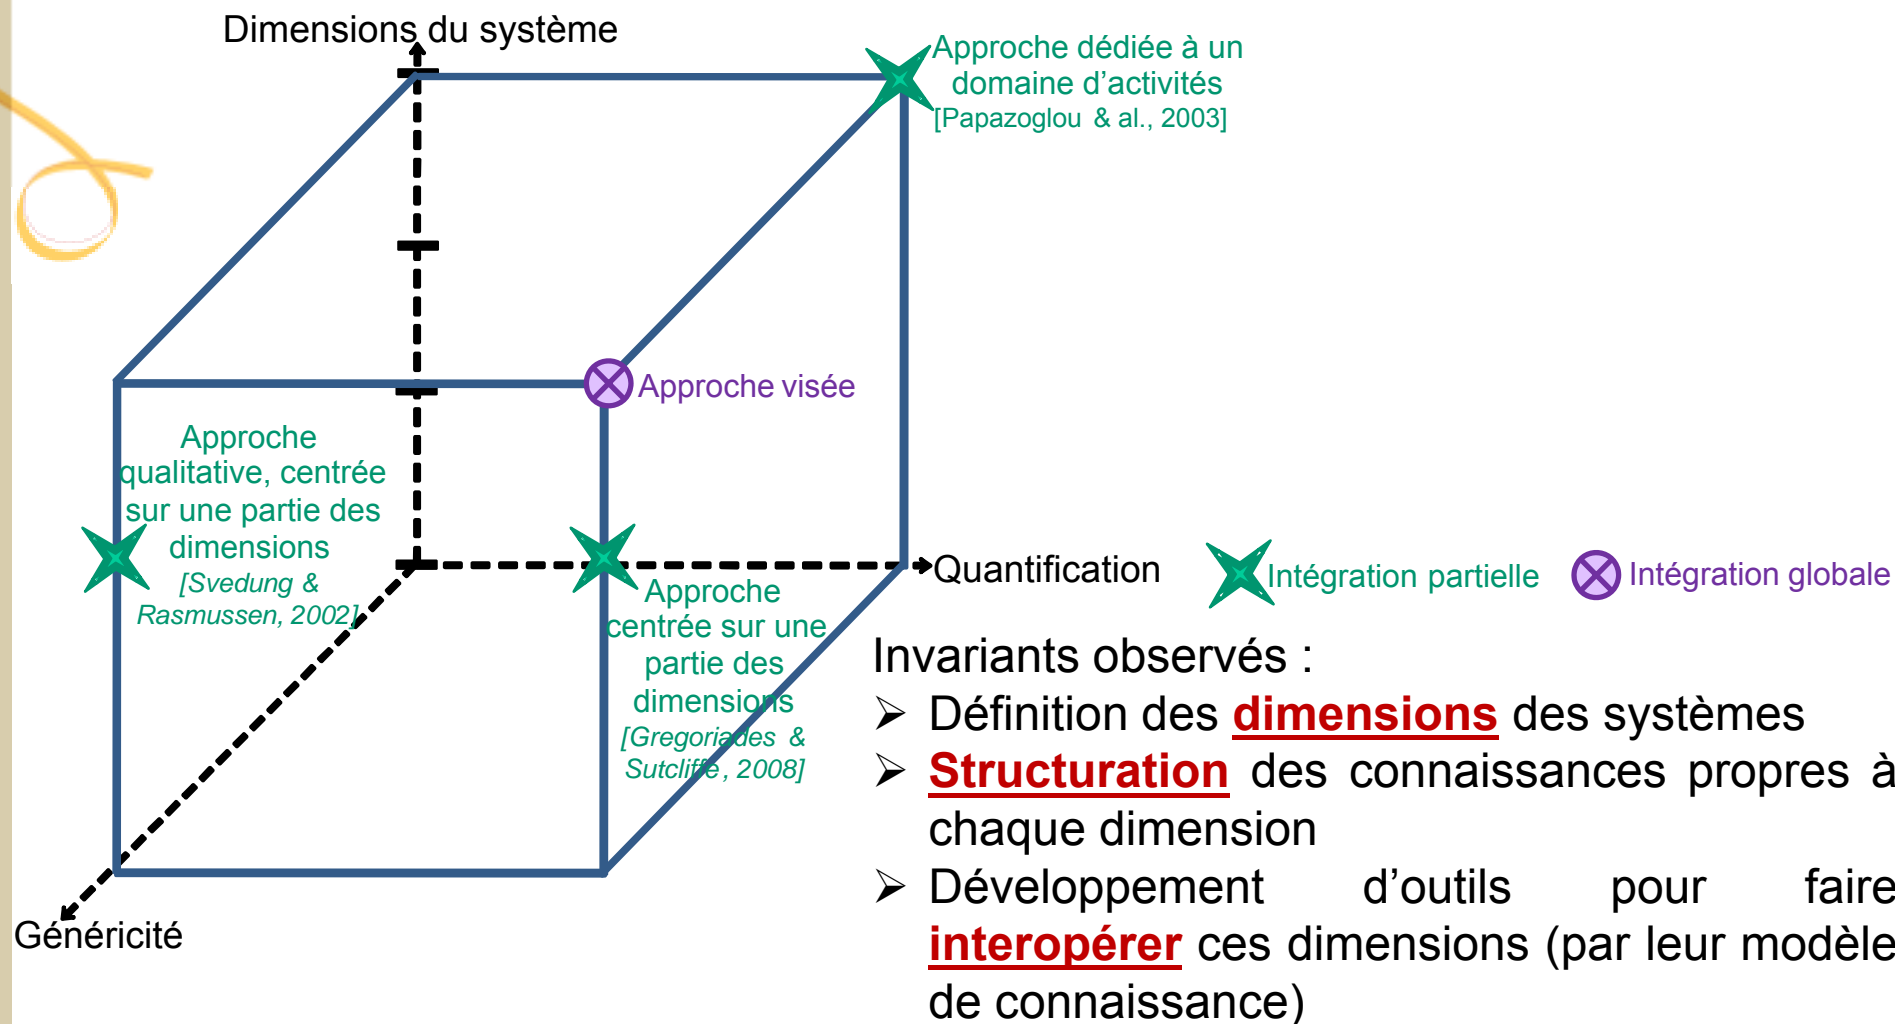 Dimensions du système
Approche dédiée à un
domaine d’activités
[Papazoglou & al., 2003]
Approche visée
Approche
qualitative, centrée
sur une partie des
dimensions
[Svedung &
Rasmussen, 2002]
Quantification
Intégration partielle
Intégration globale
Approche
centrée sur une
partie des
dimensions
[Gregoriades &
Sutcliffe, 2008]
Généricité
Invariants observés :
➢ Définition des dimensions des systèmes
➢ Structuration des connaissances propres à
chaque dimension
➢ Développement d’outils pour faire
interopérer ces dimensions (par leur modèle
de connaissance)